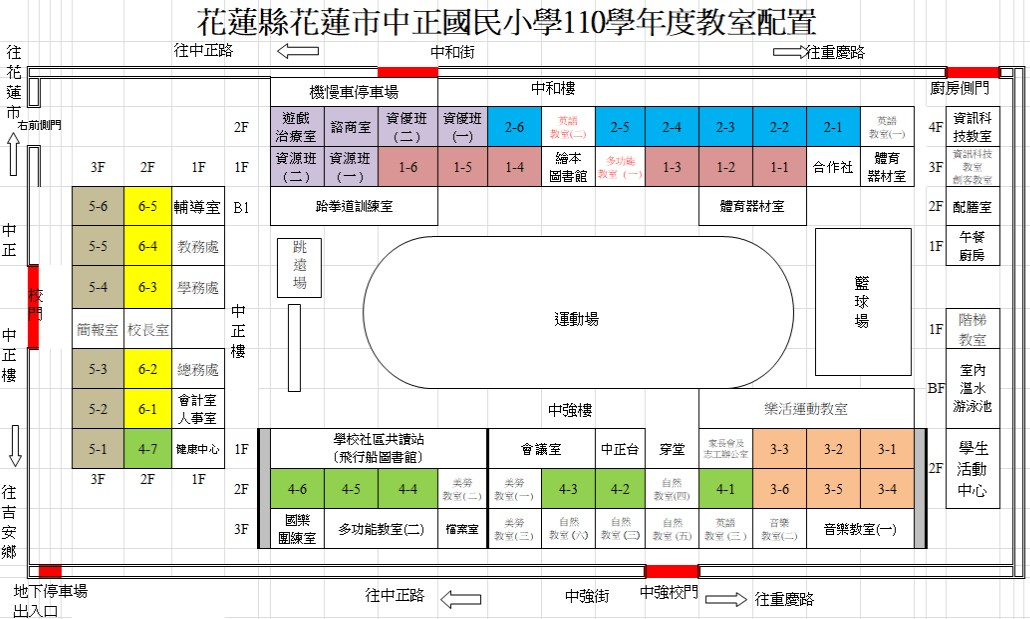 花蓮縣花蓮市中正國民小學110學年度教室配置
往中正路
中和街
往重慶路
往
花
蓮
市
右前側門
機慢車停車場
中和樓
廚房側門
2F
遊戲
治療室
諮商室
資優班
(二)
資優班
(一)
2-6
英語
教室(二)
2-5
2-4
2-3
2-2
2-1
英語
教室(一)
4F
資訊科
技教室
3F
2F
1F
1F
資源班
(二)
資源班
(一)
1-6
1-5
1-4
繪本
圖書館
多功能
教室 (一)
1-3
1-2
1-1
合作社
體育
器材室
3F
資訊科技
教室
創客教室
5-6
6-5
輔導室
B1
跆拳道訓練室
體育器材室
2F
配膳室
中
正
5-5
6-4
教務處
1F
午餐
廚房
跳
遠
場
5-4
6-3
學務處
籃
球
場
校
門
運動場
簡報室
校長室
中
正
樓
1F
階梯
教室
中
正
樓
5-3
6-2
總務處
BF
室內
溫水
游泳池
5-2
6-1
會計室
人事室
中強樓
樂活運動教室
5-1
4-7
健康中心
1F
學校社區共讀站
〔飛行船圖書館〕
會議室
中正台
穿堂
家長會及
志工辦公室
3-3
3-2
3-1
2F
學生
活動
中心
3F
2F
1F
2F
4-6
4-5
4-4
美勞
教室(二)
美勞
教室(一)
4-3
4-2
自然
教室(四)
4-1
3-6
3-5
3-4
往
吉
安
鄉
3F
國樂
團練室
多功能教室(二)
檔案室
美勞
教室(三)
自然
教室(六)
自然
教室(三)
自然
教室(五)
英語
教室(三)
音樂
教室(二)
音樂教室(一)
地下停車場
出入口
往中正路
中強街
中強校門
往重慶路